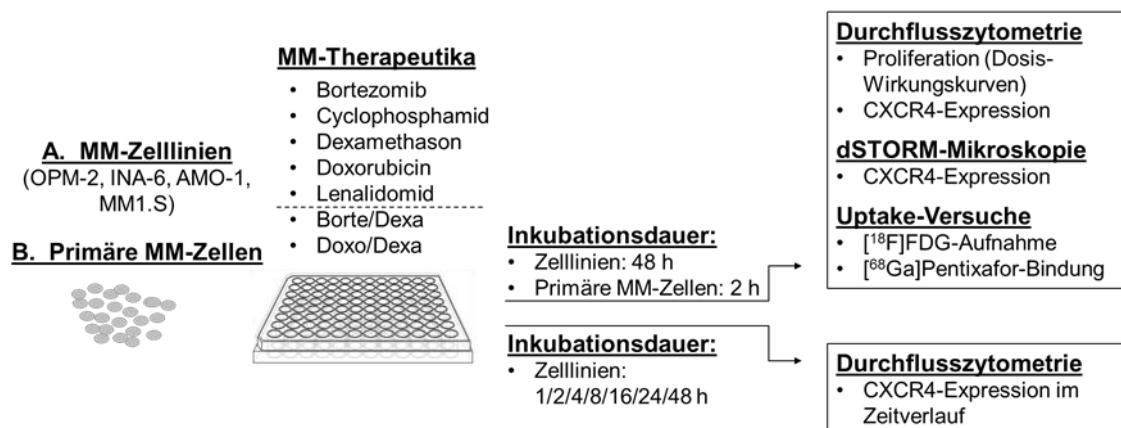 A. MM-Zelllinien
(OPM-2, INA-6, AMO-1,
MM1.S)
B. Primäre MM-Zellen
MM-Therapeutika
• Bortezomib
• Cyclophosphamid
• Dexamethason
• Doxorubicin
• Lenalidomid
• Borte/Dexa
• Doxo/Dexa
Inkubationsdauer:
• Zelllinien: 48 h
• Primäre MM-Zellen: 2 h
Inkubationsdauer:
• Zelllinien:
1/2/4/8/16/24/48 h
Durchflusszytometrie
• Proliferation (Dosis-
Wirkungskurven)
• CXCR4-Expression
dSTORM-Mikroskopie
• CXCR4-Expression
Uptake-Versuche
• [¹⁸F]FDG-Aufnahme
• [⁶⁸Ga]Pentixafor-Bindung
Durchflusszytometrie
• CXCR4-Expression im
Zeitverlauf